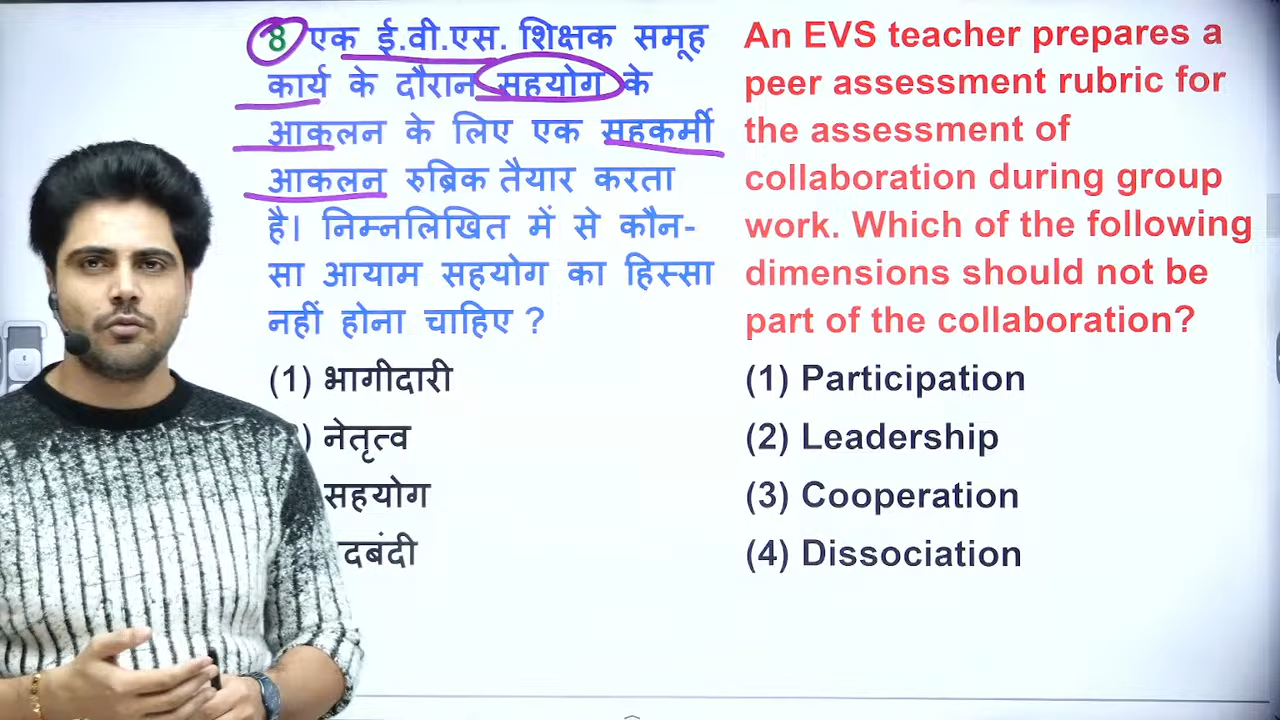 8 एक ई.वी.एस. शिक्षक समूह
कार्य के दौरान सहयोग के
आकलन के लिए एक सहकर्मी
आकलन रुब्रिक तैयार करता
है। निम्नलिखित में से कौन-
सा आयाम सहयोग का हिस्सा
नहीं होना चाहिए ?
(1) भागीदारी
) नेतृत्व
सहयोग
दबंदी
An EVS teacher prepares a
peer assessment rubric for
the assessment of
collaboration during group
work. Which of the following
dimensions should not be
part of the collaboration?
(1) Participation
(2) Leadership
(3) Cooperation
(4) Dissociation